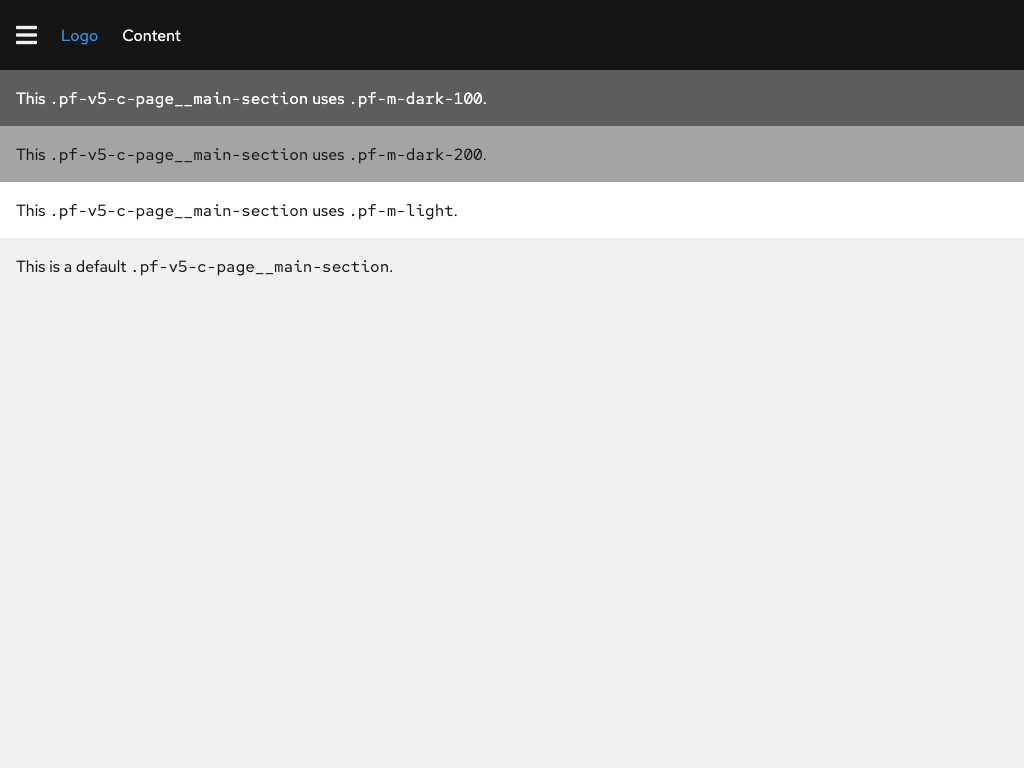 Logo Content
This .pf-v5-c-page__main-section uses .pf-m-dark-100.
This .pf-v5-c-page__main-section uses .pf-m-dark-200.
This .pf-v5-c-page__main-section uses .pf-m-light.
This is a default .pf-v5-c-page__main-section.